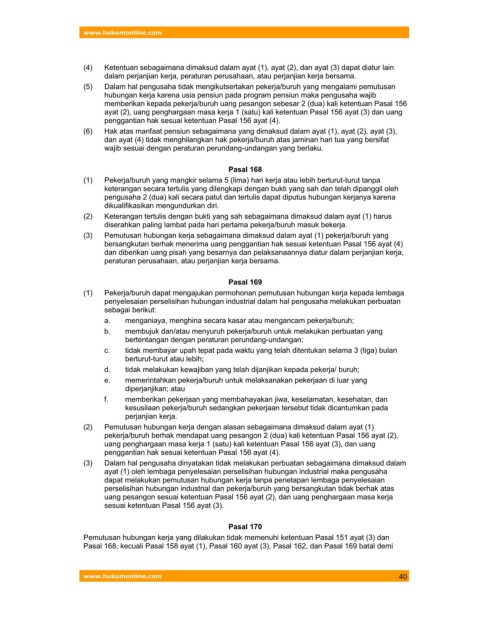 www.hukumonline.com
(4) Ketentuan sebagaimana dimaksud dalam ayat (1), ayat (2), dan ayat (3) dapat diatur lain
dalam perjanjian kerja, peraturan perusahaan, atau perjanjian kerja bersama.
(5) Dalam hal pengusaha tidak mengikutsertakan pekerja/buruh yang mengalami pemutusan
hubungan kerja karena usia pensiun pada program pensiun maka pengusaha wajib
memberikan kepada pekerja/buruh uang pesangon sebesar 2 (dua) kali ketentuan Pasal 156
ayat (2), uang penghargaan masa kerja 1 (satu) kali ketentuan Pasal 156 ayat (3) dan uang
penggantian hak sesuai ketentuan Pasal 156 ayat (4).
(6) Hak atas manfaat pensiun sebagaimana yang dimaksud dalam ayat (1), ayat (2), ayat (3),
dan ayat (4) tidak menghilangkan hak pekerja/buruh atas jaminan hari tua yang bersifat
wajib sesuai dengan peraturan perundang-undangan yang berlaku.
Pasal 168
(1) Pekerja/buruh yang mangkir selama 5 (lima) hari kerja atau lebih berturut-turut tanpa
keterangan secara tertulis yang dilengkapi dengan bukti yang sah dan telah dipanggil oleh
pengusaha 2 (dua) kali secara patut dan tertulis dapat diputus hubungan kerjanya karena
dikualifikasikan mengundurkan diri.
(2) Keterangan tertulis dengan bukti yang sah sebagaimana dimaksud dalam ayat (1) harus
diserahkan paling lambat pada hari pertama pekerja/buruh masuk bekerja.
(3) Pemutusan hubungan kerja sebagaimana dimaksud dalam ayat (1) pekerja/buruh yang
bersangkutan berhak menerima uang penggantian hak sesuai ketentuan Pasal 156 ayat (4)
dan diberikan uang pisah yang besarnya dan pelaksanaannya diatur dalam perjanjian kerja,
peraturan perusahaan, atau perjanjian kerja bersama.
Pasal 169
(1) Pekerja/buruh dapat mengajukan permohonan pemutusan hubungan kerja kepada lembaga
penyelesaian perselisihan hubungan industrial dalam hal pengusaha melakukan perbuatan
sebagai berikut:
a. menganiaya, menghina secara kasar atau mengancam pekerja/buruh;
b. membujuk dan/atau menyuruh pekerja/buruh untuk melakukan perbuatan yang
bertentangan dengan peraturan perundang-undangan;
c. tidak membayar upah tepat pada waktu yang telah ditentukan selama 3 (tiga) bulan
berturut-turut atau lebih;
d. tidak melakukan kewajiban yang telah dijanjikan kepada pekerja/ buruh;
e. memerintahkan pekerja/buruh untuk melaksanakan pekerjaan di luar yang
diperjanjikan; atau
f. memberikan pekerjaan yang membahayakan jiwa, keselamatan, kesehatan, dan
kesusilaan pekerja/buruh sedangkan pekerjaan tersebut tidak dicantumkan pada
perjanjian kerja.
(2) Pemutusan hubungan kerja dengan alasan sebagaimana dimaksud dalam ayat (1)
pekerja/buruh berhak mendapat uang pesangon 2 (dua) kali ketentuan Pasal 156 ayat (2),
uang penghargaan masa kerja 1 (satu) kali ketentuan Pasal 156 ayat (3), dan uang
penggantian hak sesuai ketentuan Pasal 156 ayat (4).
(3) Dalam hal pengusaha dinyatakan tidak melakukan perbuatan sebagaimana dimaksud dalam
ayat (1) oleh lembaga penyelesaian perselisihan hubungan industrial maka pengusaha
dapat melakukan pemutusan hubungan kerja tanpa penetapan lembaga penyelesaian
perselisihan hubungan industrial dan pekerja/buruh yang bersangkutan tidak berhak atas
uang pesangon sesuai ketentuan Pasal 156 ayat (2), dan uang penghargaan masa kerja
sesuai ketentuan Pasal 156 ayat (3).
Pasal 170
Pemutusan hubungan kerja yang dilakukan tidak memenuhi ketentuan Pasal 151 ayat (3) dan
Pasal 168, kecuali Pasal 158 ayat (1), Pasal 160 ayat (3), Pasal 162, dan Pasal 169 batal demi
www.hukumonline.com 40